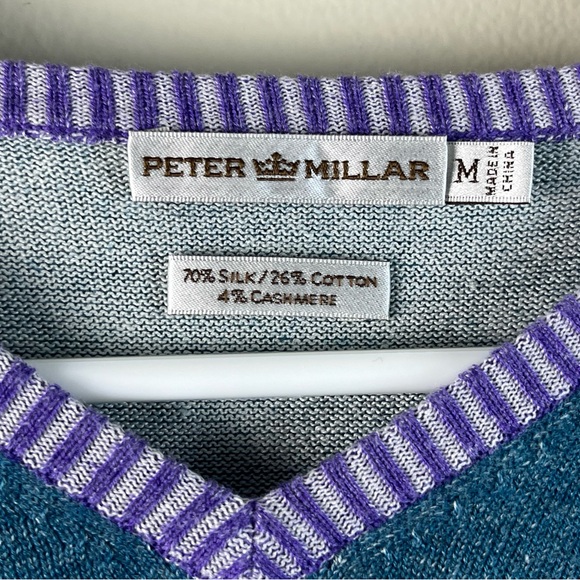 PETER MILLAR
M
MADE IN
CHINA
70% SILK / 26% COTTON
4% CASHMERE